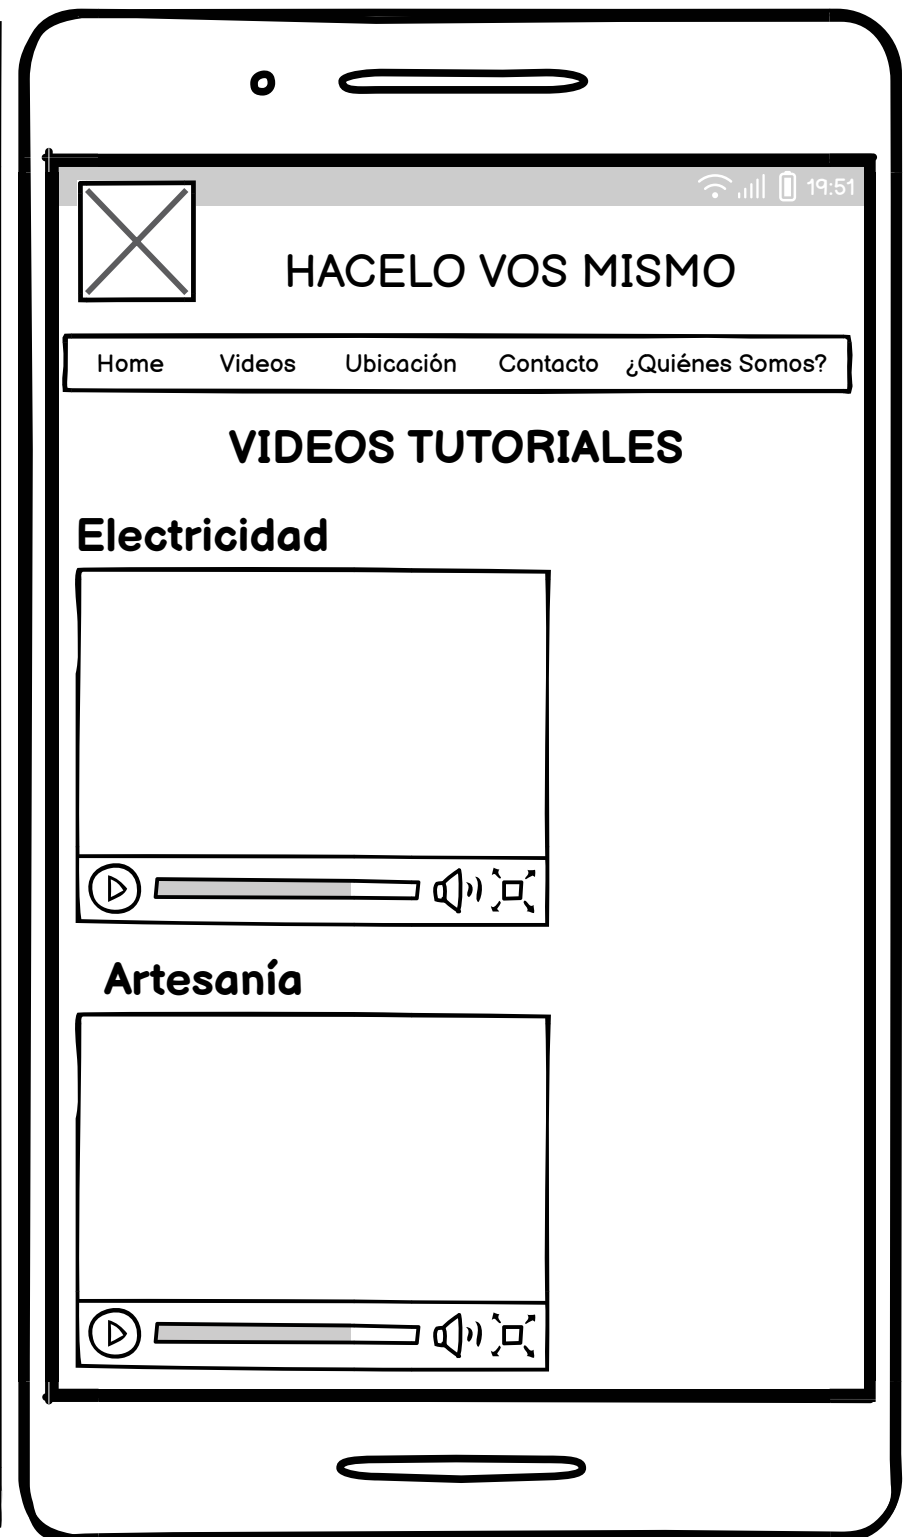 19:51
HACELO VOS MISMO
Home Videos Ubicación Contacto ¿Quiénes Somos?
VIDEOS TUTORIALES
Electricidad
Artesanía